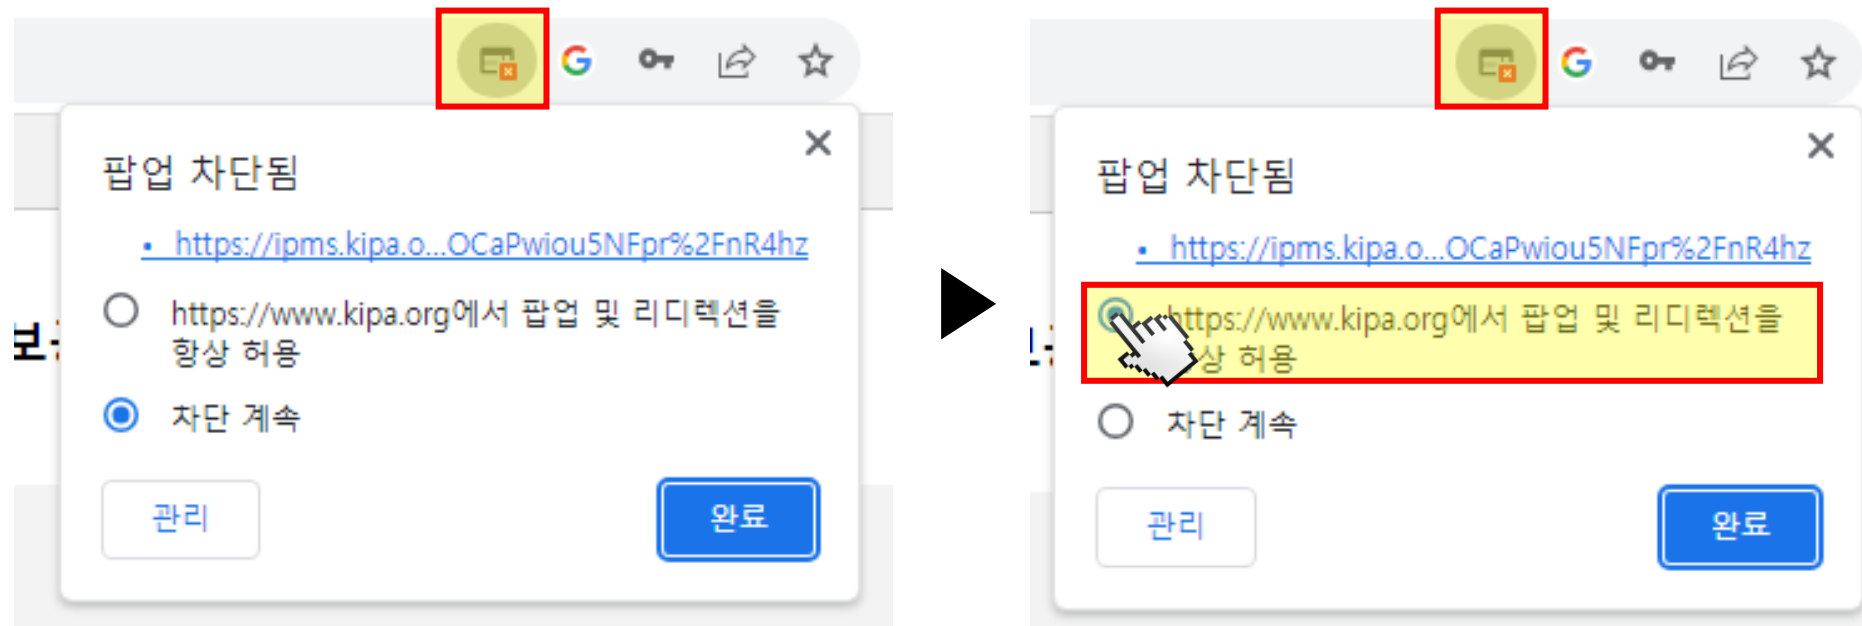 팝업 차단됨
• https://ipms.kipa.o...OCaPwiou5NFpr%2FnR4hz
https://www.kipa.org에서 팝업 및 리디렉션을
항상 허용
차단 계속
관리
완료
팝업 차단됨
• https://ipms.kipa.o...OCaPwiou5NFpr%2FnR4hz
https://www.kipa.org에서 팝업 및 리디렉션을
상 허용
차단 계속
관리
완료